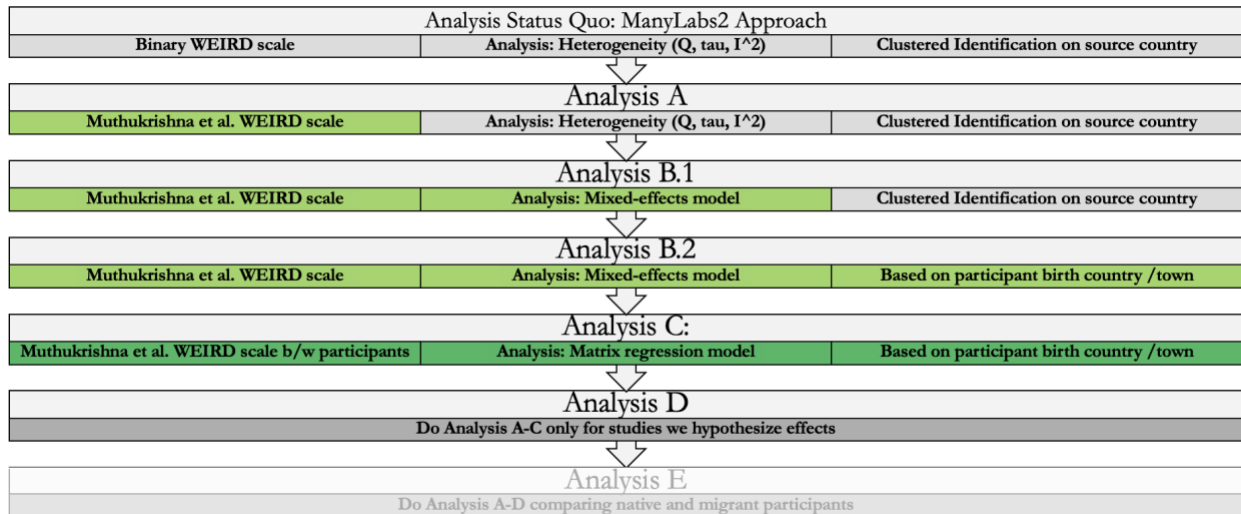 Analysis Status Quo: ManyLabs2 Approach
Binary WEIRD scale Analysis: Heterogeneity (Q, tau, I^2) Clustered Identification on source country
Analysis A
Muthukrishna et al. WEIRD scale Analysis: Heterogeneity (Q, tau, I^2) Clustered Identification on source country
Analysis B.1
Muthukrishna et al. WEIRD scale Analysis: Mixed-effects model Clustered Identification on source country
Analysis B.2
Muthukrishna et al. WEIRD scale Analysis: Mixed-effects model Based on participant birth country /town
Analysis C:
Muthukrishna et al. WEIRD scale b/w participants Analysis: Matrix regression model Based on participant birth country /town
Analysis D
Do Analysis A-C only for studies we hypothesize effects
Analysis E
Do Analysis A-D comparing native and migrant participants